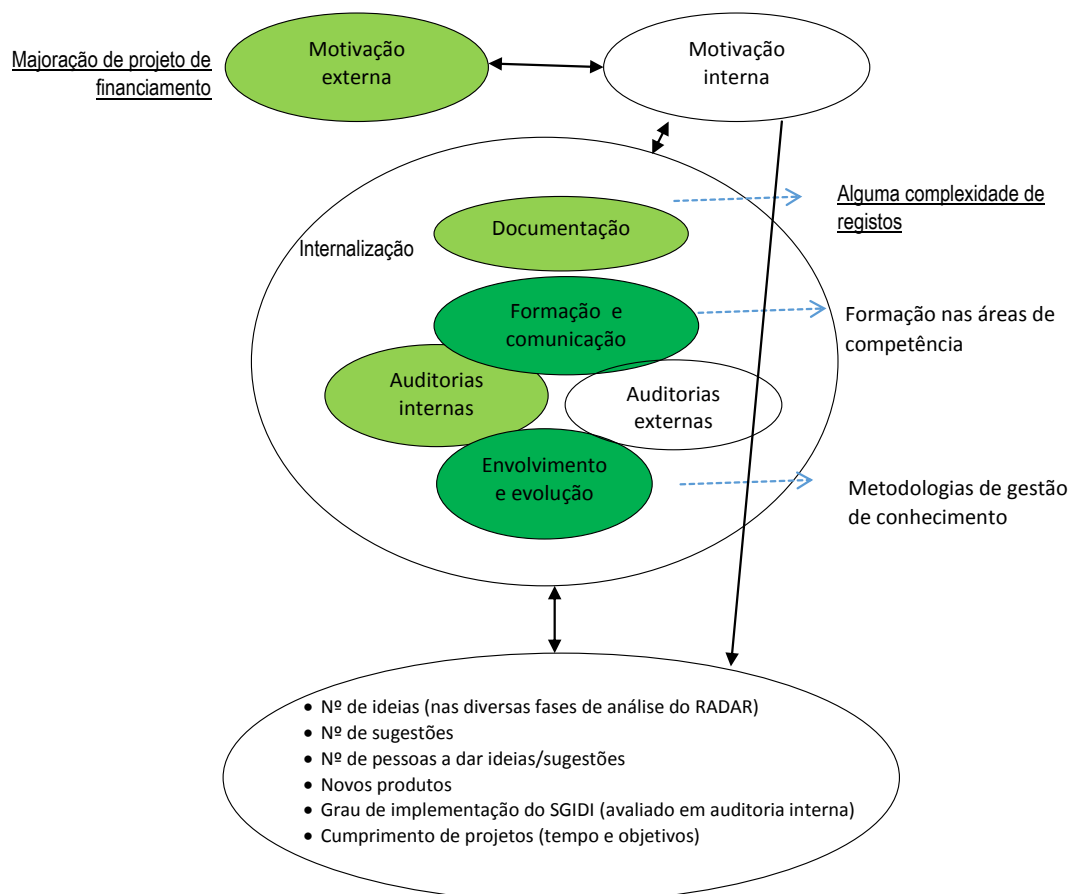 Majoração de projeto de
financiamento
Motivação
externa
Motivação
interna
Internalização
Documentação
Alguma complexidade de
registos
Formação e
comunicação
Formação nas áreas de
competência
Auditorias
internas
Auditorias
externas
Envolvimento
e evolução
Metodologias de gestão
de conhecimento
• Nº de ideias (nas diversas fases de análise do RADAR)
• Nº de sugestões
• Nº de pessoas a dar ideias/sugestões
• Novos produtos
• Grau de implementação do SGIDI (avaliado em auditoria interna)
• Cumprimento de projetos (tempo e objetivos)